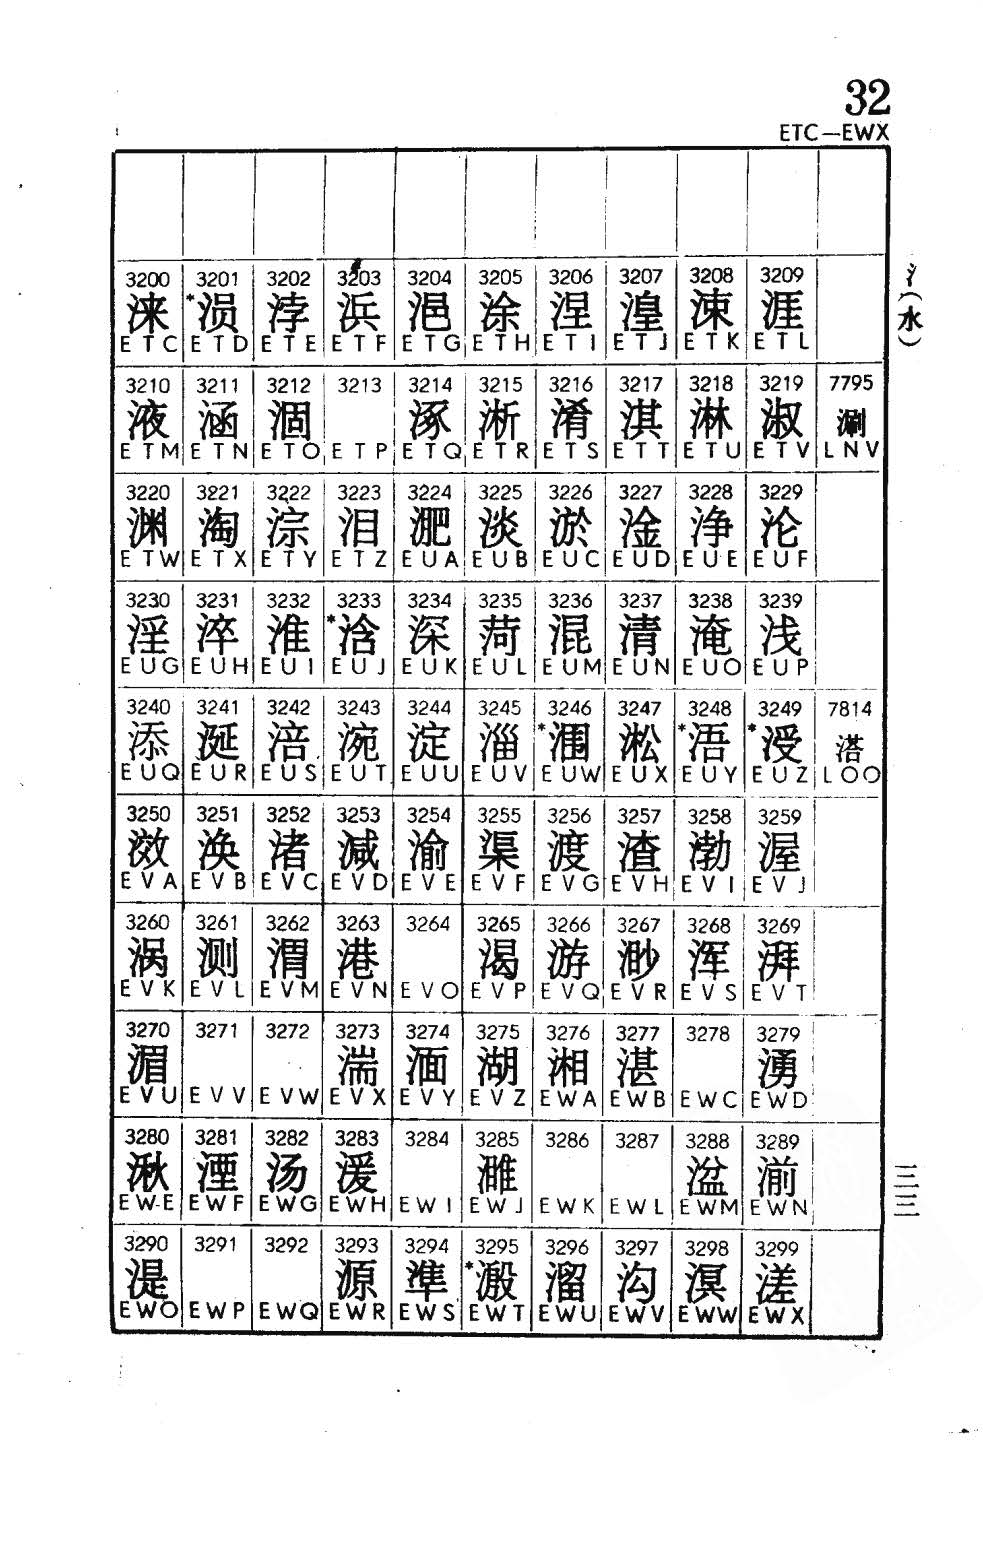 32
ETC—EWX
氵(水)
3200 3201 3202 3203 3204 3205 3206 3207 3208 3209
涞 *涢 浡 浜 浥 涂 涅 湟 涑 涯
ETC ETD ETE ETF ETG ETH ETI ETJ ETK ETL
3210 3211 3212 3213 3214 3215 3216 3217 3218 3219 7795
液 涵 涸 涿 淅 淆 淇 淋 淑 涮
ETM ETN ETO ETP ETQ ETR ETS ETT ETU ETV LNV
3220 3221 3222 3223 3224 3225 3226 3227 3228 3229
渊 淘 淙 泪 淝 淡 淤 淦 净 沦
ETW ETX ETY ETZ EUA EUB EUC EUD EUE EUF
3230 3231 3232 3233 3234 3235 3236 3237 3238 3239
淫 淬 淮 *浛 深 菏 混 清 淹 浅
EUG EUH EUI EUJ EUK EUL EUM EUN EUO EUP
3240 3241 3242 3243 3244 3245 3246 3247 3248 3249 7814
添 涎 涪 涴 淀 淄 *涠 淞 *浯 *涭 溚
EUQ EUR EUS EUT EUU EUV EUW EUX EUY EUZ LOO
3250 3251 3252 3253 3254 3255 3256 3257 3258 3259
涣 渚 减 渝 渠 渡 渣 渤 渥
EVA EVB EVC EVD EVE EVF EVG EVH EVI EVJ
3260 3261 3262 3263 3264 3265 3266 3267 3268 3269
涡 测 渭 港 渴 游 渺 浑 湃
EVK EVL EVM EVN EVO EVP EVQ EVR EVS EVT
3270 3271 3272 3273 3274 3275 3276 3277 3278 3279
湄 湍 湎 湖 湘 湛 湧
EVU EVV EVW EVX EVY EVZ EWA EWB EWC EWD
3280 3281 3282 3283 3284 3285 3286 3287 3288 3289
湫 湮 汤 湲 湓 湔
EWE EWF EWG EWH EWI EWJ EWK EWL EWM EWN
3290 3291 3292 3293 3294 3295 3296 3297 3298 3299
湜 源 準 溜 沟 溟 溠
EWO EWP EWQ EWR EWS EWT EWU EWV EWW EWX
三三